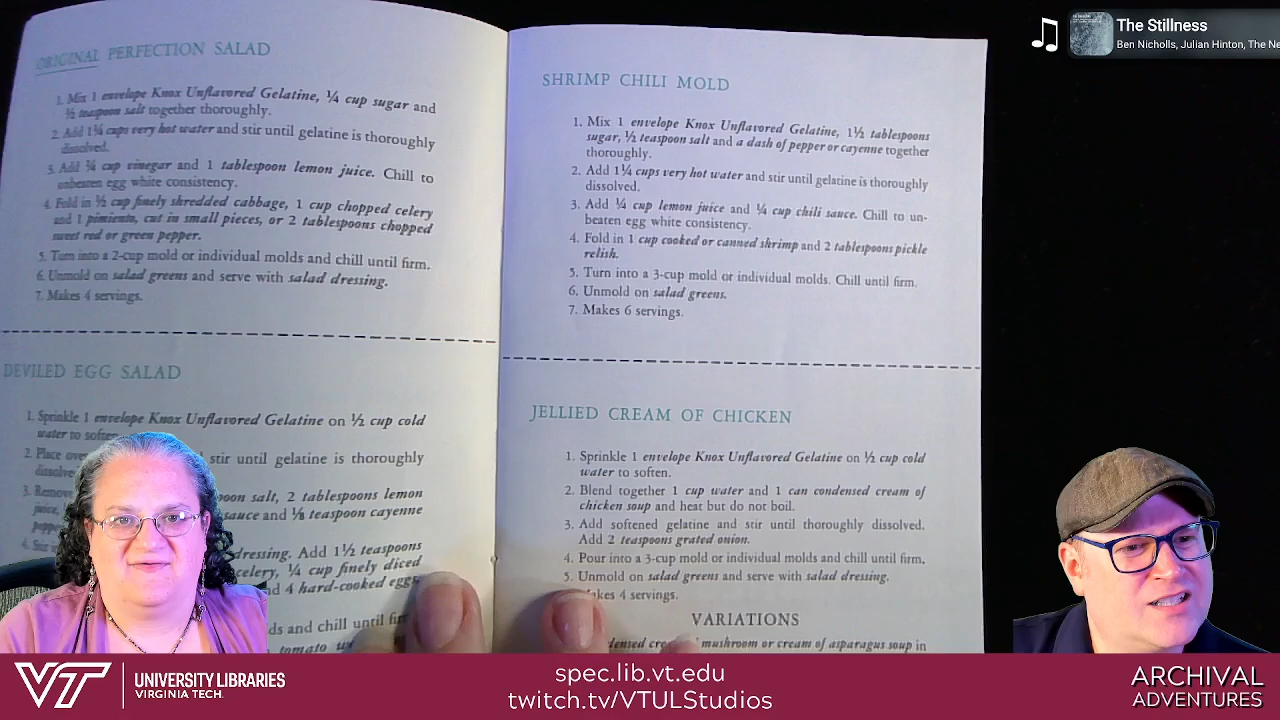 ORIGINAL PERFECTION SALAD
1. Mix 1 envelope Knox Unflavored Gelatine, ¼ cup sugar and
½ teaspoon salt together thoroughly.
2. Add 1¼ cups very hot water and stir until gelatine is thoroughly
dissolved.
3. Add ¼ cup vinegar and 1 tablespoon lemon juice. Chill to
unbeaten egg white consistency.
4. Fold in ½ cup finely shredded cabbage, 1 cup chopped celery
and 1 pimiento, cut in small pieces, or 2 tablespoons chopped
sweet red or green pepper.
5. Turn into a 2-cup mold or individual molds and chill until firm.
6. Unmold on salad greens and serve with salad dressing.
7. Makes 4 servings.
DEVILED EGG SALAD
1. Sprinkle 1 envelope Knox Unflavored Gelatine on ½ cup cold
water to soften.
2. Place over stir until gelatine is thoroughly
3. Remove salt, 2 tablespoons lemon
juice, sauce and ⅛ teaspoon cayenne
4. Stir dressing. Add 1½ teaspoons
celery, ¼ cup finely diced
4 hard-cooked eggs.
and chill until
tomato
SHRIMP CHILI MOLD
1. Mix 1 envelope Knox Unflavored Gelatine, 1½ tablespoons
sugar, ½ teaspoon salt and a dash of pepper or cayenne together
thoroughly.
2. Add 1¼ cups very hot water and stir until gelatine is thoroughly
dissolved.
3. Add ¼ cup lemon juice and ¼ cup chili sauce. Chill to un-
beaten egg white consistency.
4. Fold in 1 cup cooked or canned shrimp and 2 tablespoons pickle
relish.
5. Turn into a 3-cup mold or individual molds. Chill until firm.
6. Unmold on salad greens.
7. Makes 6 servings.
JELLIED CREAM OF CHICKEN
1. Sprinkle 1 envelope Knox Unflavored Gelatine on ½ cup cold
water to soften.
2. Blend together 1 cup water and 1 can condensed cream of
chicken soup and heat but do not boil.
3. Add softened gelatine and stir until thoroughly dissolved.
Add 2 teaspoons grated onion.
4. Pour into a 3-cup mold or individual molds and chill until firm.
5. Unmold on salad greens and serve with salad dressing.
4 servings.
VARIATIONS
mushroom or cream of asparagus soup in
The Stillness
Ben Nicholls, Julian Hinton, The Ne
VT UNIVERSITY LIBRARIES
VIRGINIA TECH.
spec.lib.vt.edu
twitch.tv/VTULStudios
ARCHIVAL
ADVENTURES